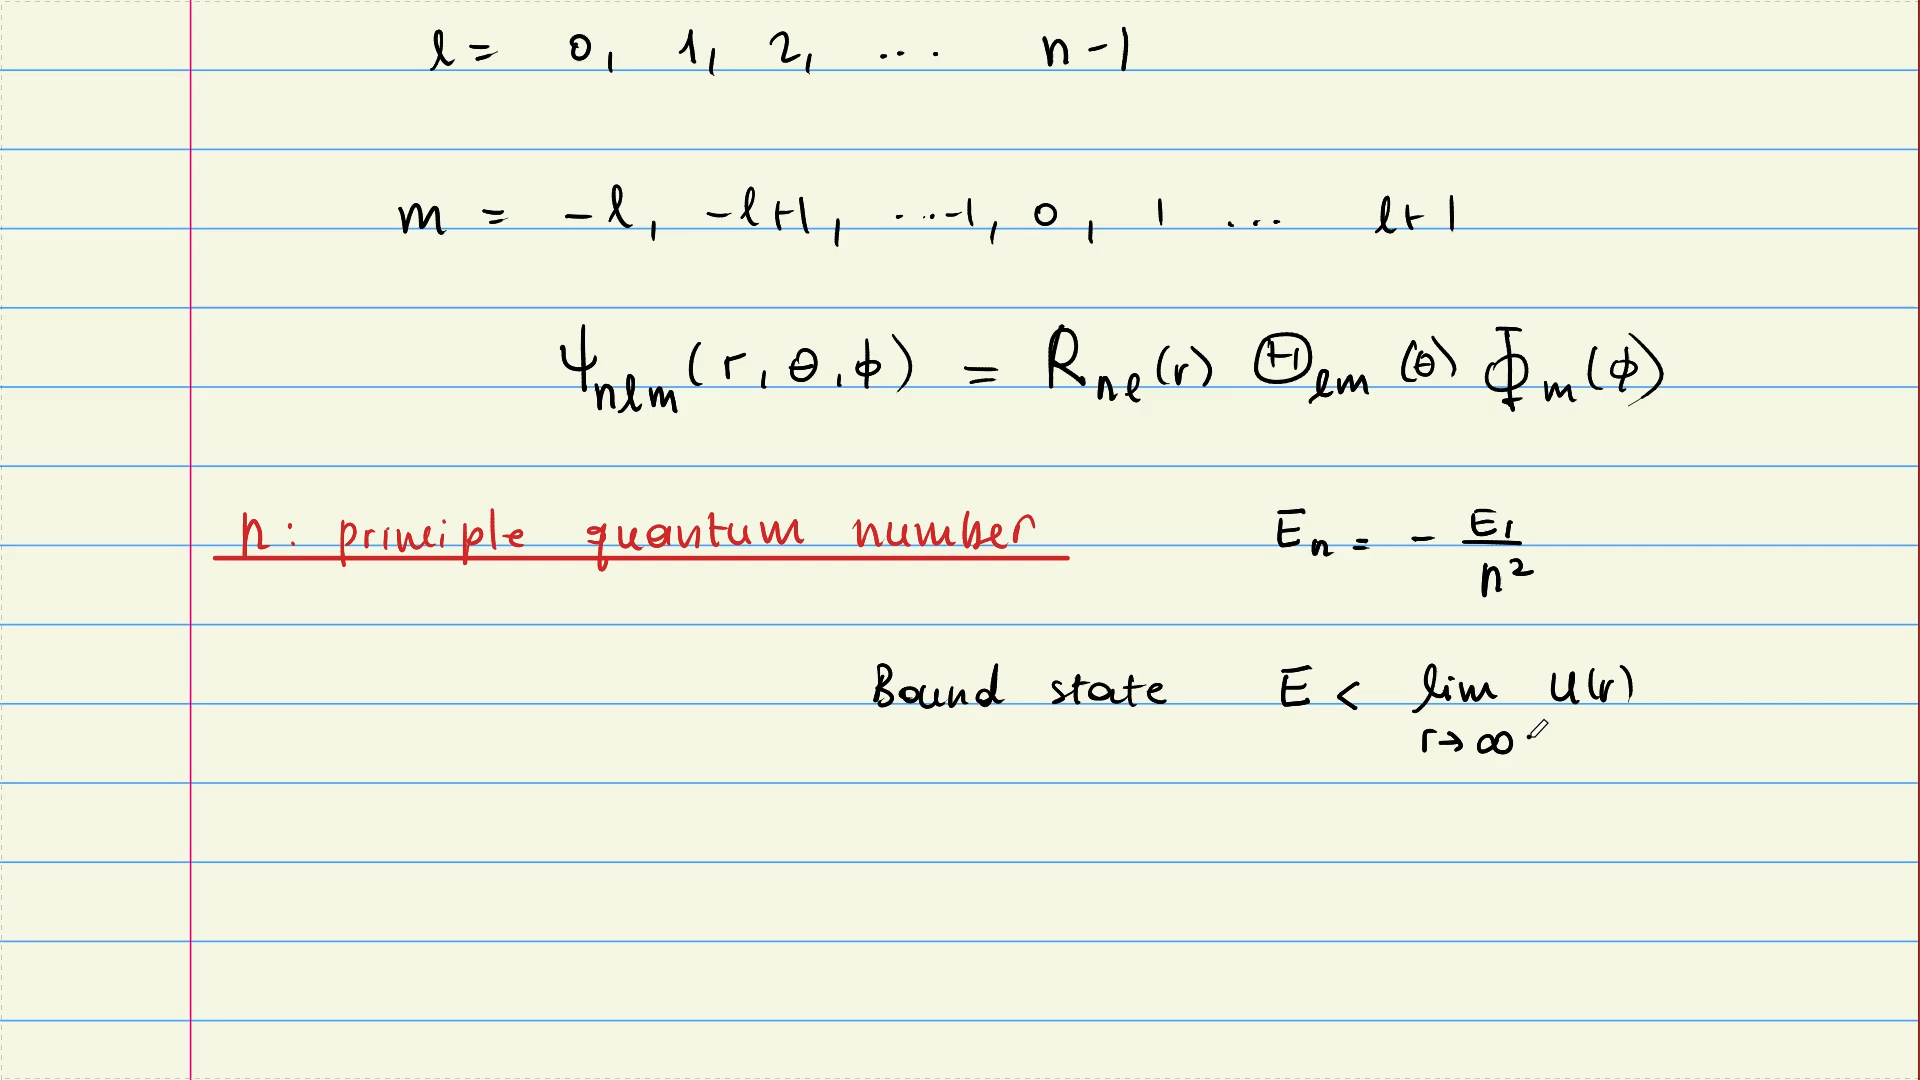 l = 0, 1, 2, ... n-1
m = -l, -l+1, ...-1, 0, 1 ... l+1
ψₙₗₘ(r, θ, ϕ) = Rₙₗ(r) Θₗₘ(θ) Φₘ(ϕ)
n: principle quantum number Eₙ = - E₁/n²
Bound state E < lim U(r)
r→∞